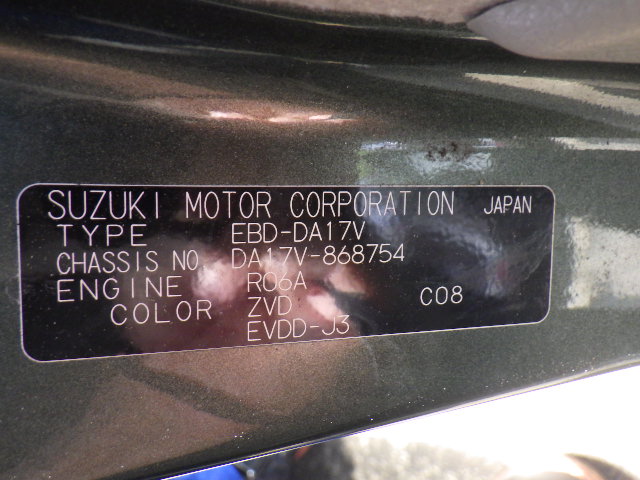 SUZUKI MOTOR CORPORATION JAPAN
TYPE EBD-DA17V
CHASSIS NO. DA17V-868754
ENGINE R06A
COLOR ZVD C08
EVDD-J3